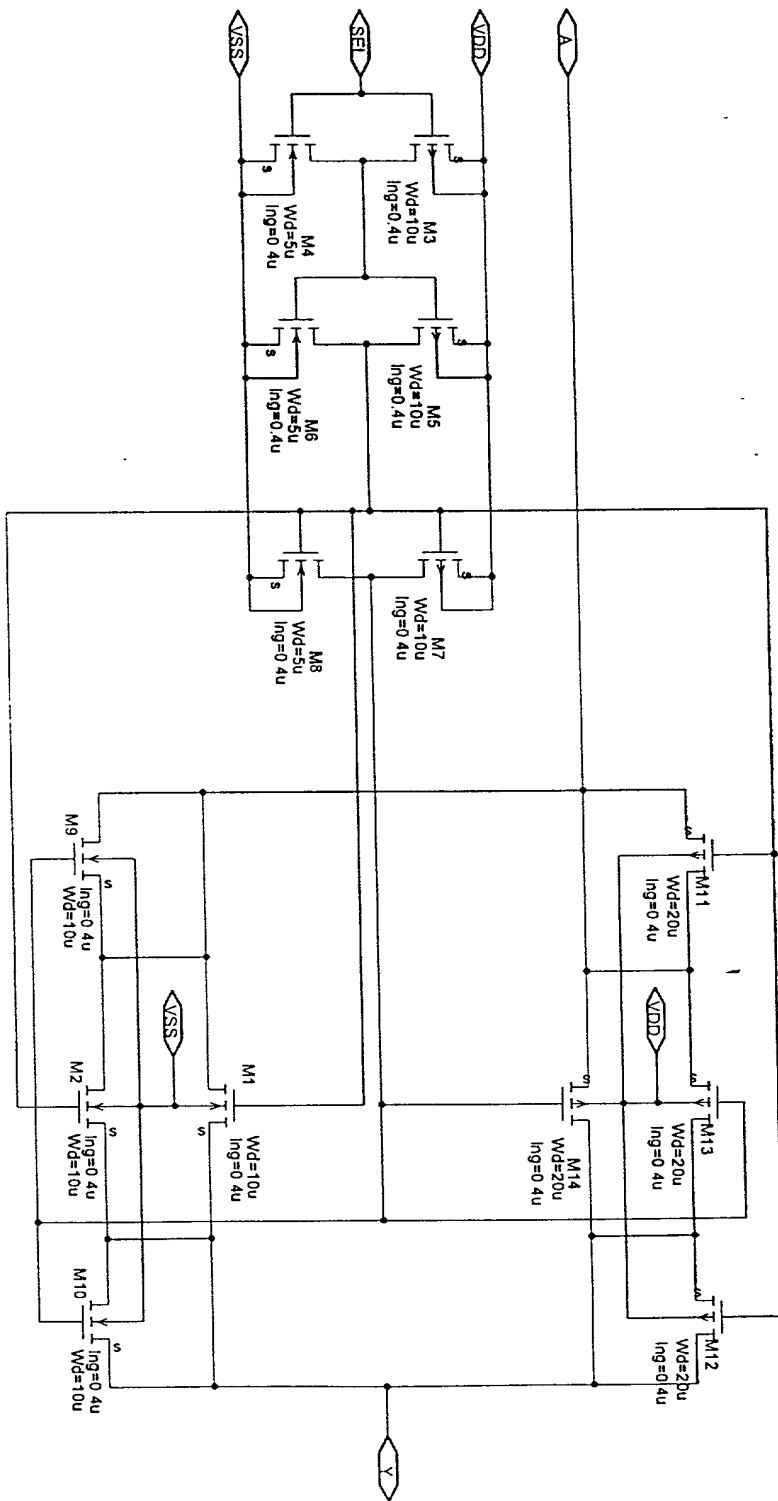 A
VDD
SEL
VSS
M3
Wd=10u
lng=0.4u
M4
Wd=5u
lng=0 4u
M5
Wd=10u
lng=0.4u
M6
Wd=5u
lng=0.4u
M7
Wd=10u
lng=0 4u
M8
Wd=5u
lng=0 4u
S
S
S
S
S
S
M11
Wd=20u
lng=0 4u
S
M13
Wd=20u
lng=0 4u
S
M12
Wd=20u
lng=0.4u
S
VDD
M14
Wd=20u
lng=0 4u
S
M1
Wd=10u
lng=0 4u
S
VSS
M9
lng=0 4u
Wd=10u
S
M2
lng=0 4u
Wd=10u
S
M10
lng=0 4u
Wd=10u
S
Y